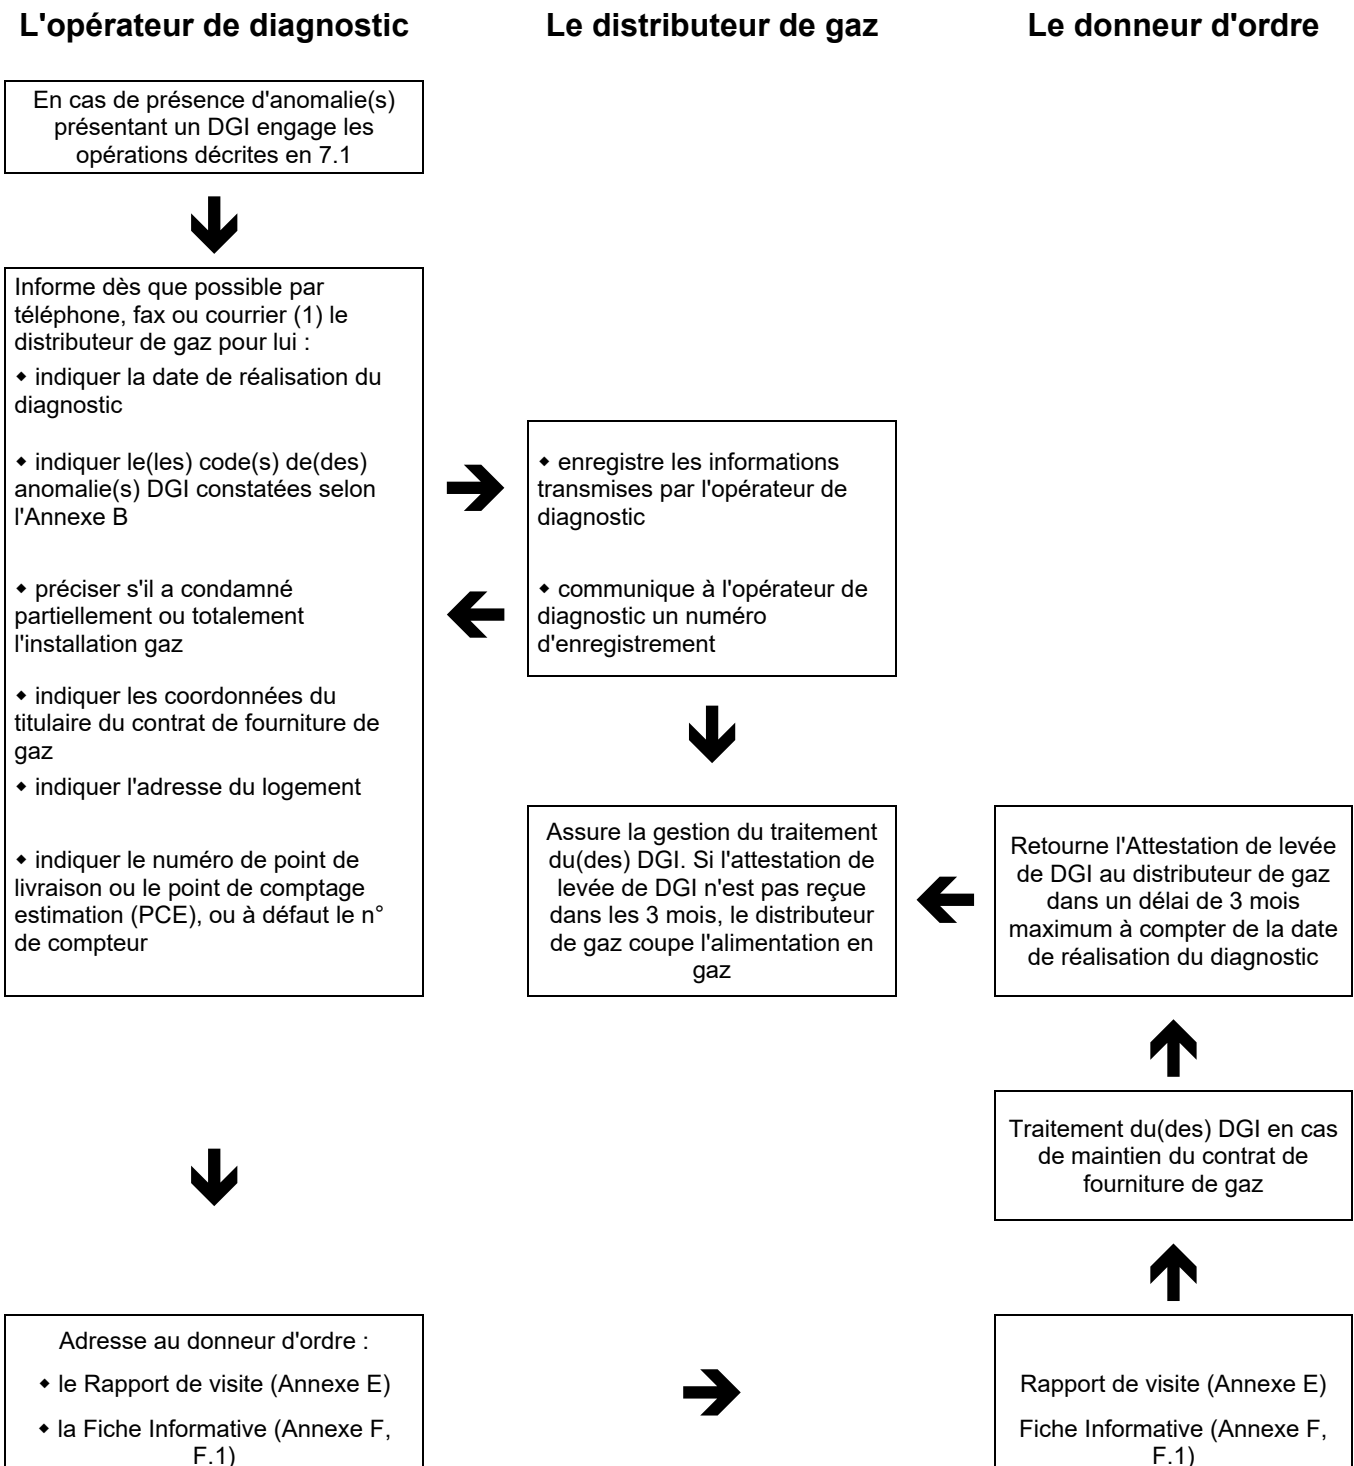 L'opérateur de diagnostic
Le distributeur de gaz
Le donneur d'ordre
En cas de présence d'anomalie(s)
présentant un DGI engage les
opérations décrites en 7.1
Informe dès que possible par
téléphone, fax ou courrier (1) le
distributeur de gaz pour lui :
◆ indiquer la date de réalisation du
diagnostic
◆ indiquer le(les) code(s) de(des)
anomalie(s) DGI constatées selon
l'Annexe B
◆ préciser s'il a condamné
partiellement ou totalement
l'installation gaz
◆ indiquer les coordonnées du
titulaire du contrat de fourniture de
gaz
◆ indiquer l'adresse du logement
◆ indiquer le numéro de point de
livraison ou le point de comptage
estimation (PCE), ou à défaut le n°
de compteur
◆ enregistre les informations
transmises par l'opérateur de
diagnostic
◆ communique à l'opérateur de
diagnostic un numéro
d'enregistrement
Assure la gestion du traitement
du(des) DGI. Si l'attestation de
levée de DGI n'est pas reçue
dans les 3 mois, le distributeur
de gaz coupe l'alimentation en
gaz
Retourne l'Attestation de levée
de DGI au distributeur de gaz
dans un délai de 3 mois
maximum à compter de la date
de réalisation du diagnostic
Traitement du(des) DGI en cas
de maintien du contrat de
fourniture de gaz
Adresse au donneur d'ordre :
◆ le Rapport de visite (Annexe E)
◆ la Fiche Informative (Annexe F,
F.1)
Rapport de visite (Annexe E)
Fiche Informative (Annexe F,
F.1)